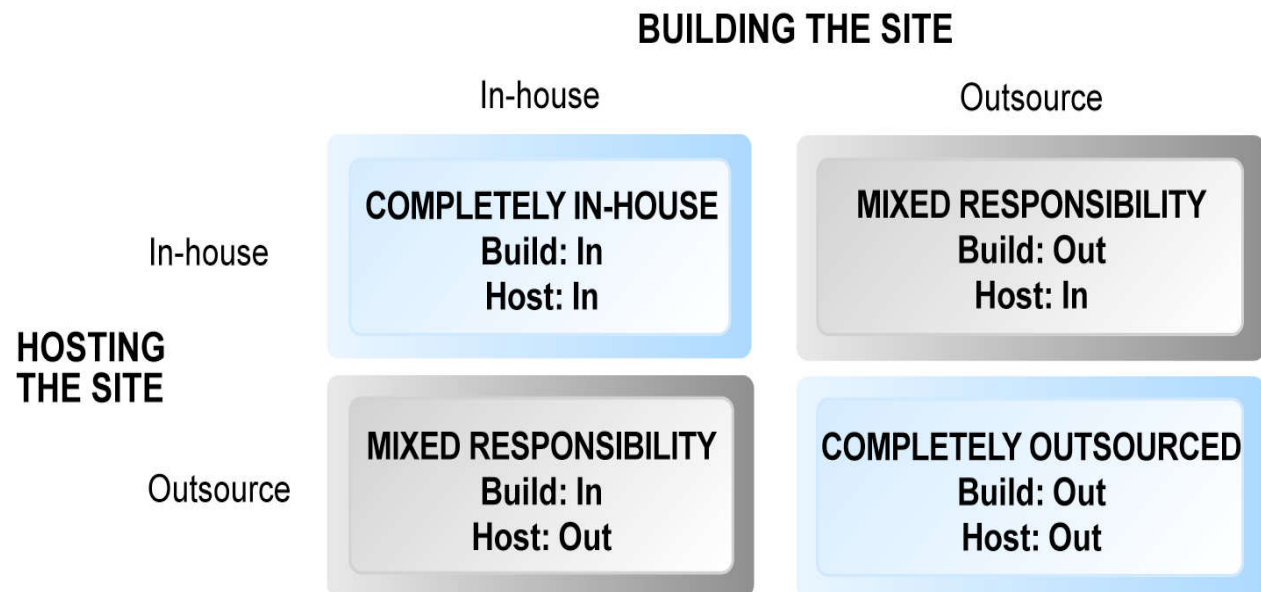 BUILDING THE SITE
In-house
Outsource
COMPLETELY IN-HOUSE
Build: In
Host: In
MIXED RESPONSIBILITY
Build: Out
Host: In
In-house
HOSTING
THE SITE
MIXED RESPONSIBILITY
Build: In
Host: Out
COMPLETELY OUTSOURCED
Build: Out
Host: Out
Outsource